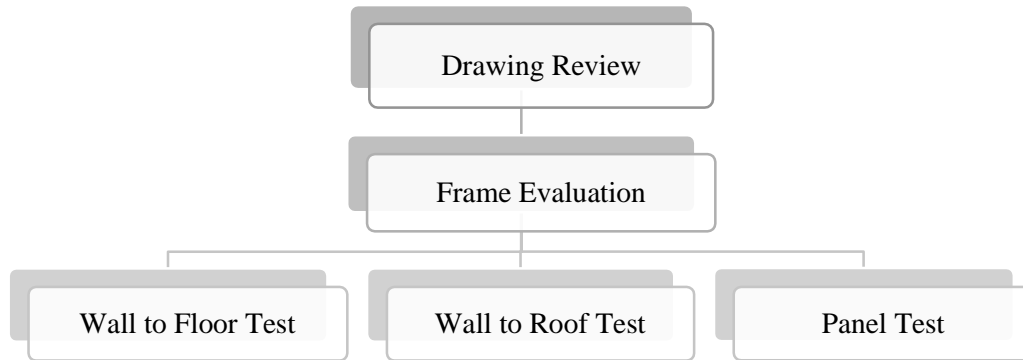 Drawing Review
Frame Evaluation
Wall to Floor Test
Wall to Roof Test
Panel Test